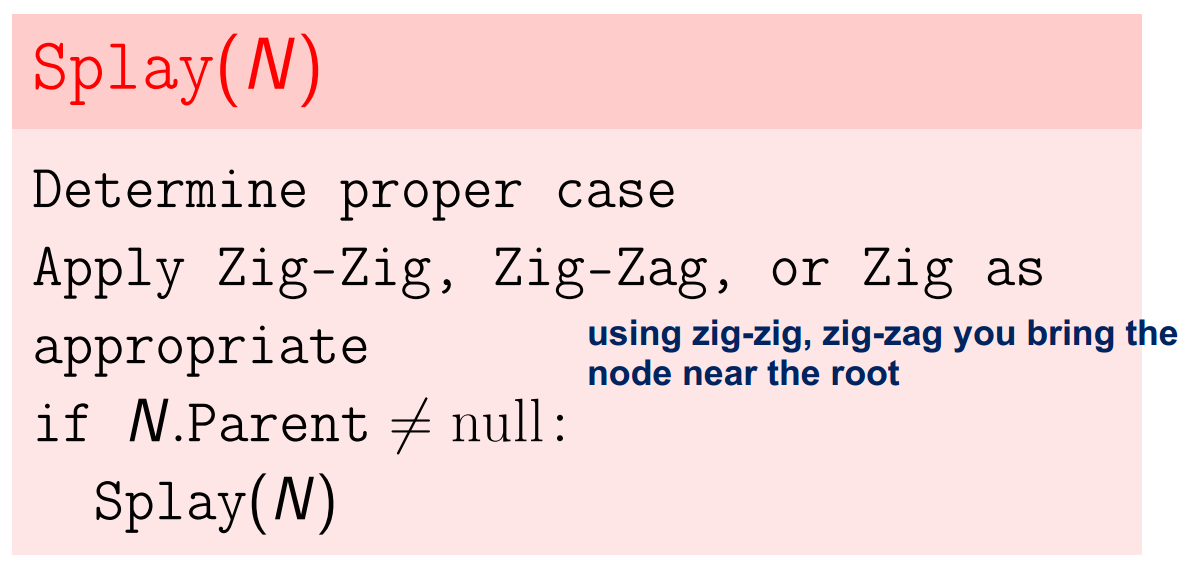 Splay(N)
Determine proper case
Apply Zig-Zig, Zig-Zag, or Zig as
appropriate
using zig-zig, zig-zag you bring the
node near the root
if N.Parent ≠ null:
Splay(N)